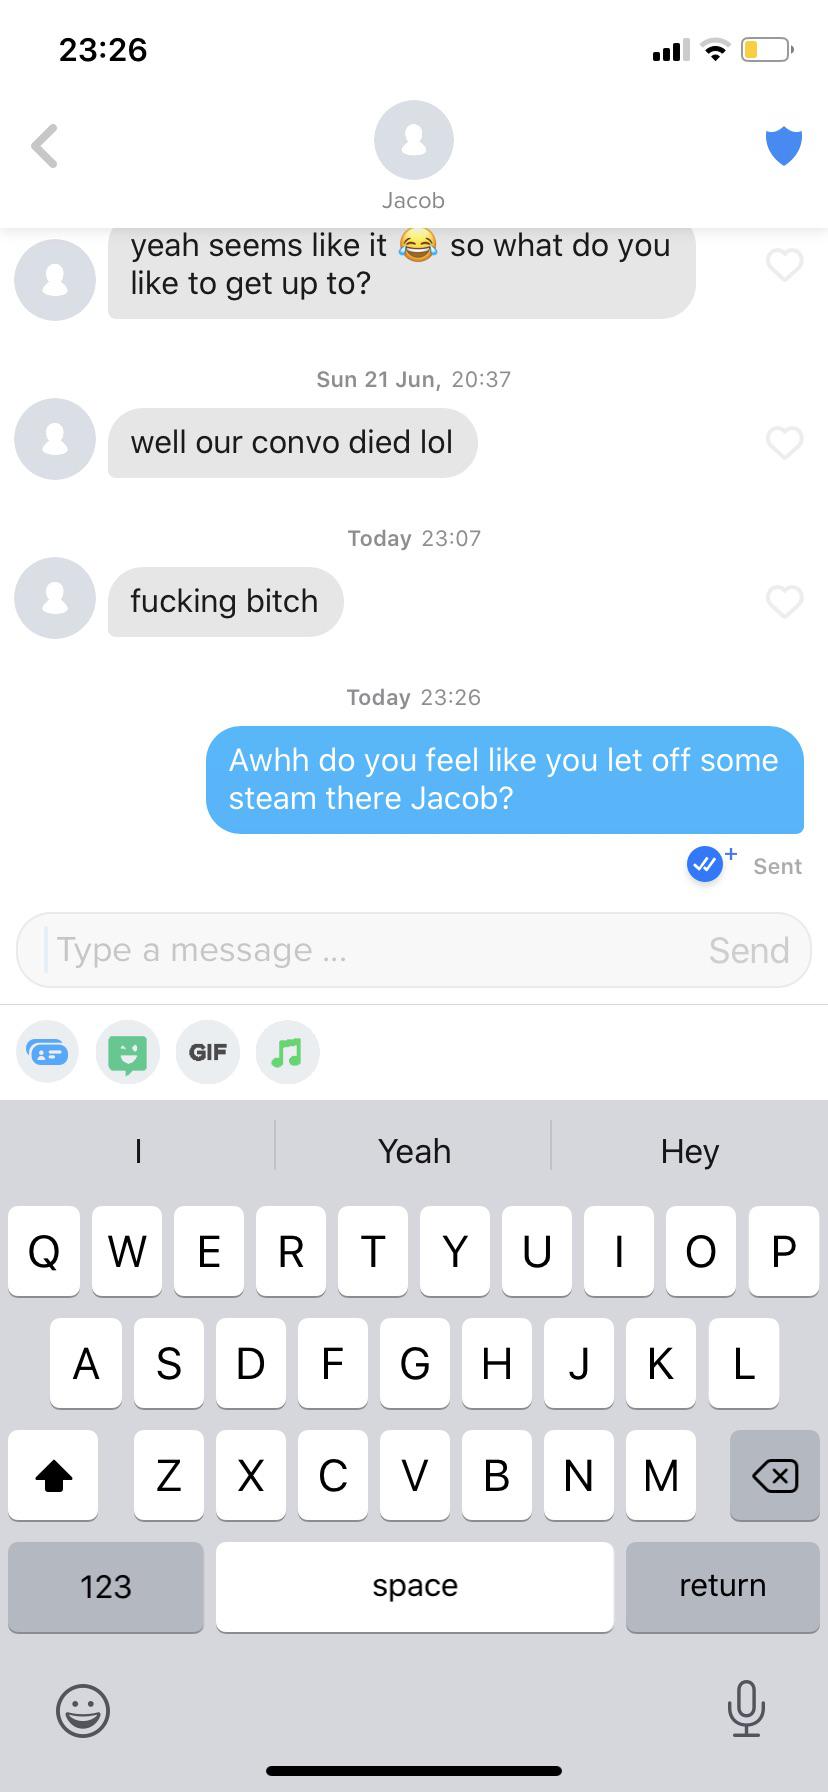 23:26
Jacob
yeah seems like it 😂 so what do you
like to get up to?
Sun 21 Jun, 20:37
well our convo died lol
Today 23:07
fucking bitch
Today 23:26
Awhh do you feel like you let off some
steam there Jacob?
Sent
Type a message ... Send
GIF
I Yeah Hey
Q W E R T Y U I O P
A S D F G H J K L
Z X C V B N M
123 space return